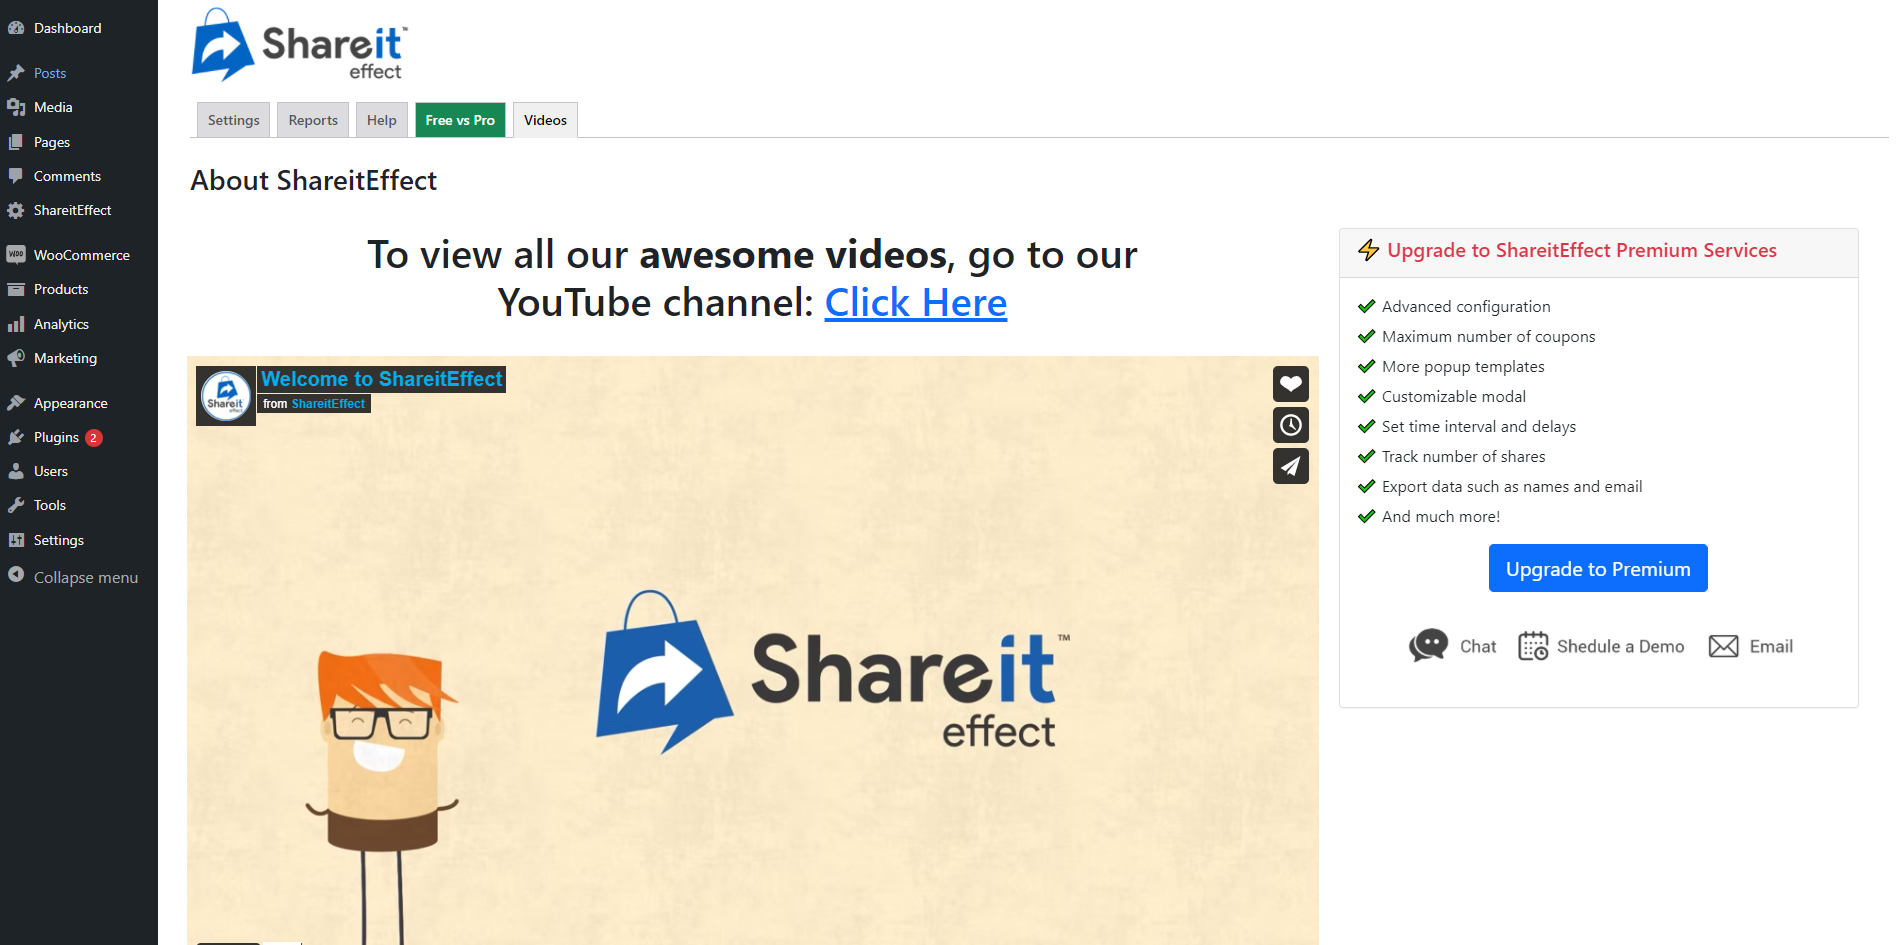 Dashboard
Posts
Media
Pages
Comments
ShareitEffect
WooCommerce
Products
Analytics
Marketing
Appearance
Plugins 2
Users
Tools
Settings
Collapse menu
Shareit™
effect
Settings
Reports
Help
Free vs Pro
Videos
About ShareitEffect
To view all our awesome videos, go to our
YouTube channel: Click Here
Shareit
effect
Welcome to ShareitEffect
from ShareitEffect
Shareit™
effect
Upgrade to ShareitEffect Premium Services
Advanced configuration
Maximum number of coupons
More popup templates
Customizable modal
Set time interval and delays
Track number of shares
Export data such as names and email
And much more!
Upgrade to Premium
Chat
Shedule a Demo
Email